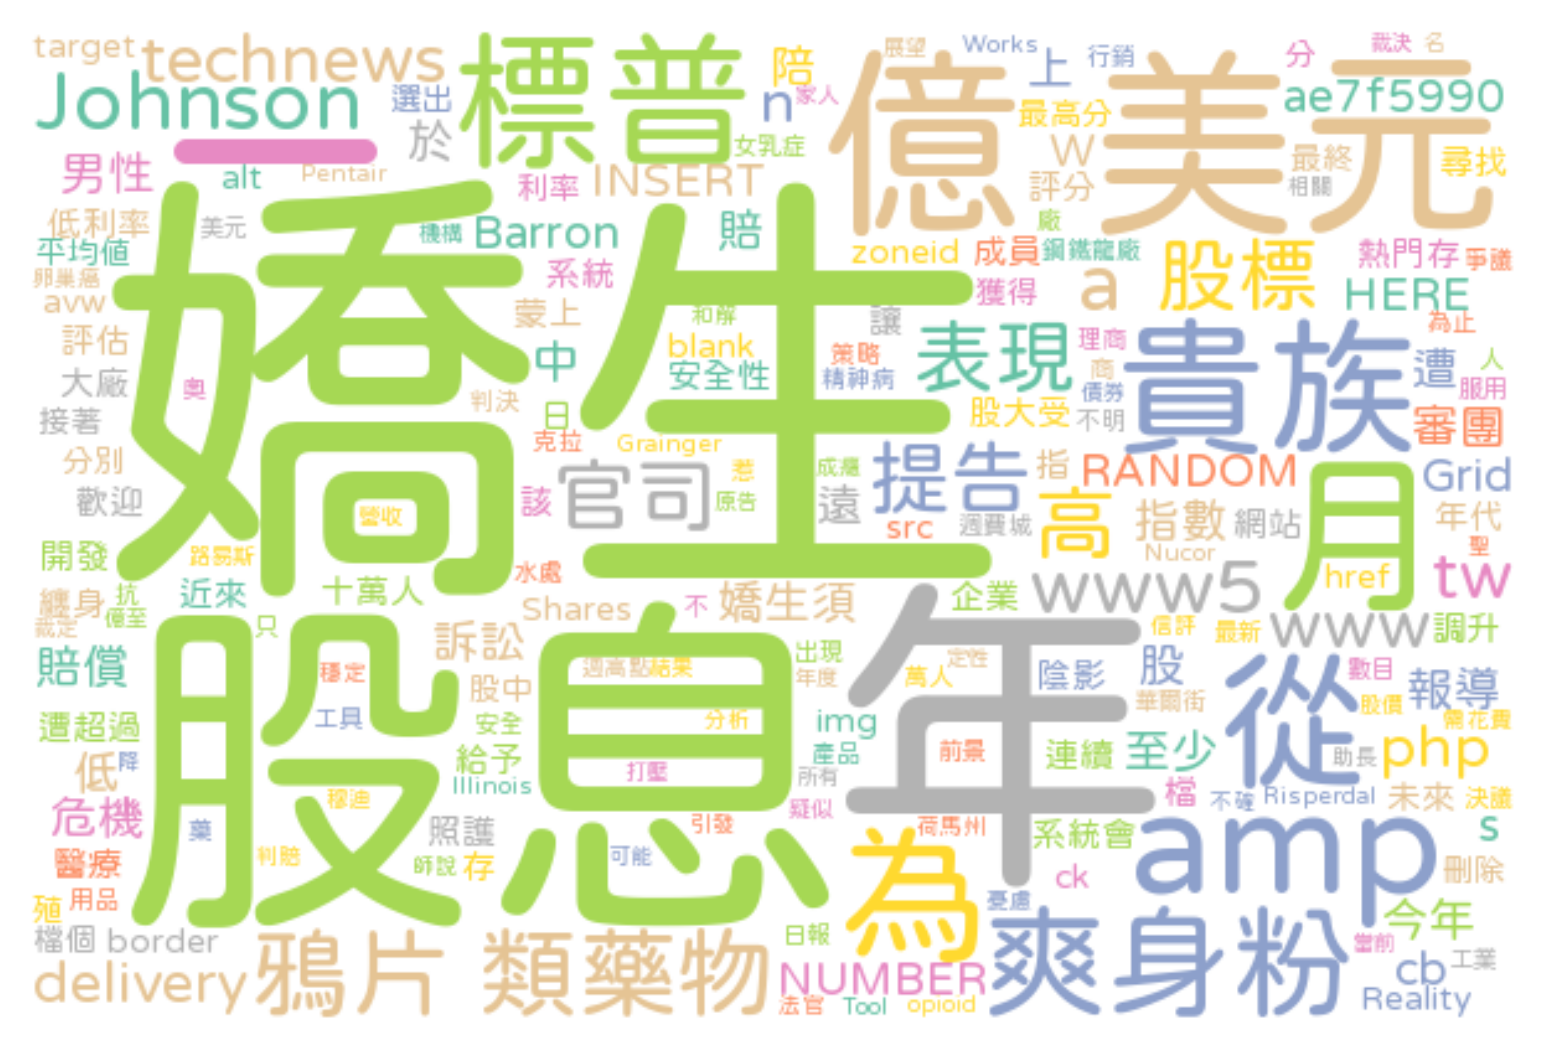 target technews 標普 陪 展望 Works 上 行銷 分 裁決 名
Johnson 選出 於 n 家人 億 美元 最高分 ae7f5990
一 女乳症 W 最終 尋找
男性 alt Pentair 利率 INSERT 評分 相關
低利率 美元 機構 Barron 賠 廠
平均值 嬌生 系統 zoneid 成員 鋼鐵龍廠 股標 熱門存 爭議
卵巢癌 avw 蒙上 和解 讓 獲得 a HERE
評估 中 blank 策略 表現 理商 貴族 為止
大廠 奧 安全性 精神病 商 債券 遭 人 服用
接著 判決 日 股大受 不明 審團
分別 克拉 Grainger 惹 成癮 提告 指 RANDOM Grid
歡迎 營收 該 官司 原告 遠 src 週費城 高 指數 網站 月 年代
開發 路易斯 水處 Nucor href 聖 tw
纏身 抗 億至 近來 十萬人 Shares 不 嬌生須 企業 www5
裁定 只 股息 訴訟 年 信評 最新 www 調升
賠償 穩定 股中 週高點 結果 出現 年度 萬人 定性 陰影 股 從 數目 報導
遭超過 工具 安全 分析 img 華爾街 股價 需花費
低 降 給予 打壓 產品 前景 連續 至少 助長 php
Illinois 所有 檔 不確 Risperdal 未來 決議
危機 藥 穆迪 照護 引發 疑似 荷馬州 系統會 amp s
醫療 判賠 師說 存 可能 為 ck 刪除
殖 用品 憂慮 爽身粉 今年
檔個 border 鴉片 類藥物 日報 當前 cb 工業
delivery NUMBER 法官 Tool opioid Reality